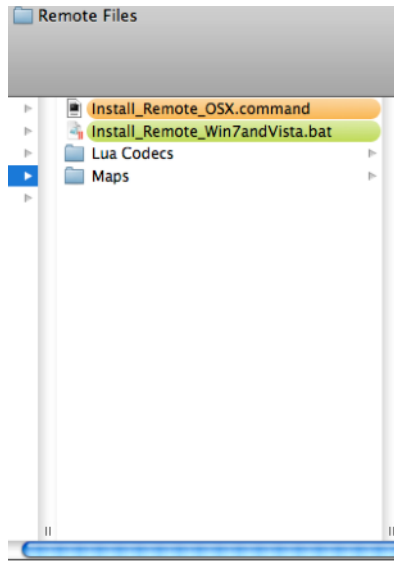 Remote Files
Install_Remote_OSX.command
Install_Remote_Win7andVista.bat
Lua Codecs
Maps